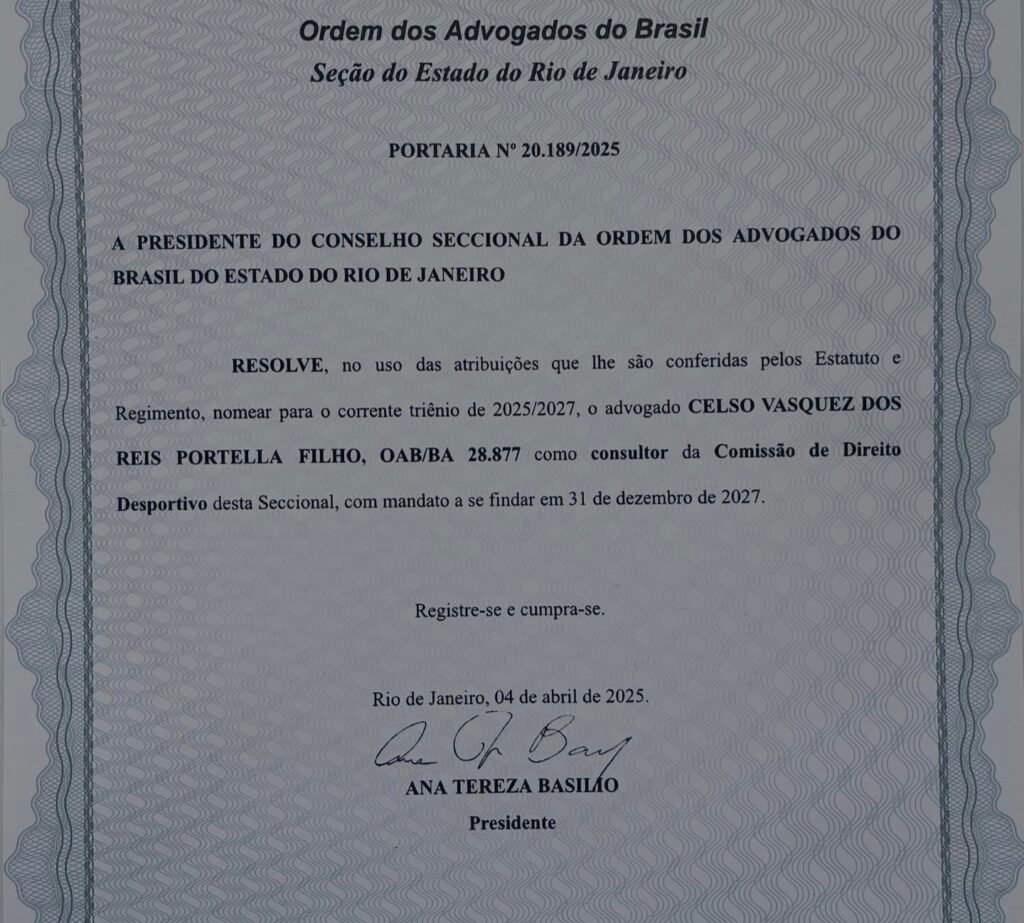 Ordem dos Advogados do Brasil
Seção do Estado do Rio de Janeiro
PORTARIA Nº 20.189/2025
A PRESIDENTE DO CONSELHO SECCIONAL DA ORDEM DOS ADVOGADOS DO
BRASIL DO ESTADO DO RIO DE JANEIRO
RESOLVE, no uso das atribuições que lhe são conferidas pelos Estatuto e
Regimento, nomear para o corrente triênio de 2025/2027, o advogado CELSO VASQUEZ DOS
REIS PORTELLA FILHO, OAB/BA 28.877 como consultor da Comissão de Direito
Desportivo desta Seccional, com mandato a se findar em 31 de dezembro de 2027.
Registre-se e cumpra-se.
Rio de Janeiro, 04 de abril de 2025.
ANA TEREZA BASILIO
Presidente